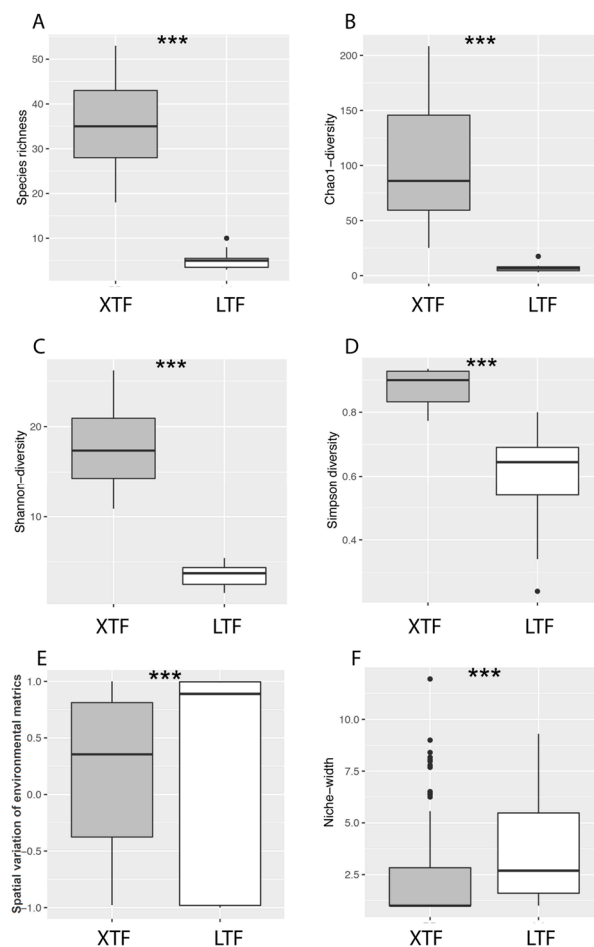 A
Species richness
50
40
30
20
10
***
XTF LTF
B
Chao1-diversity
200
150
100
50
0
***
XTF LTF
C
Shannon-diversity
20
10
***
XTF LTF
D
Simpson diversity
0.8
0.6
0.4
***
XTF LTF
E
Spatial variation of environmental matrics
1.0
0.5
0.0
-0.5
-1.0
***
XTF LTF
F
Niche-width
10.0
7.5
5.0
2.5
***
XTF LTF